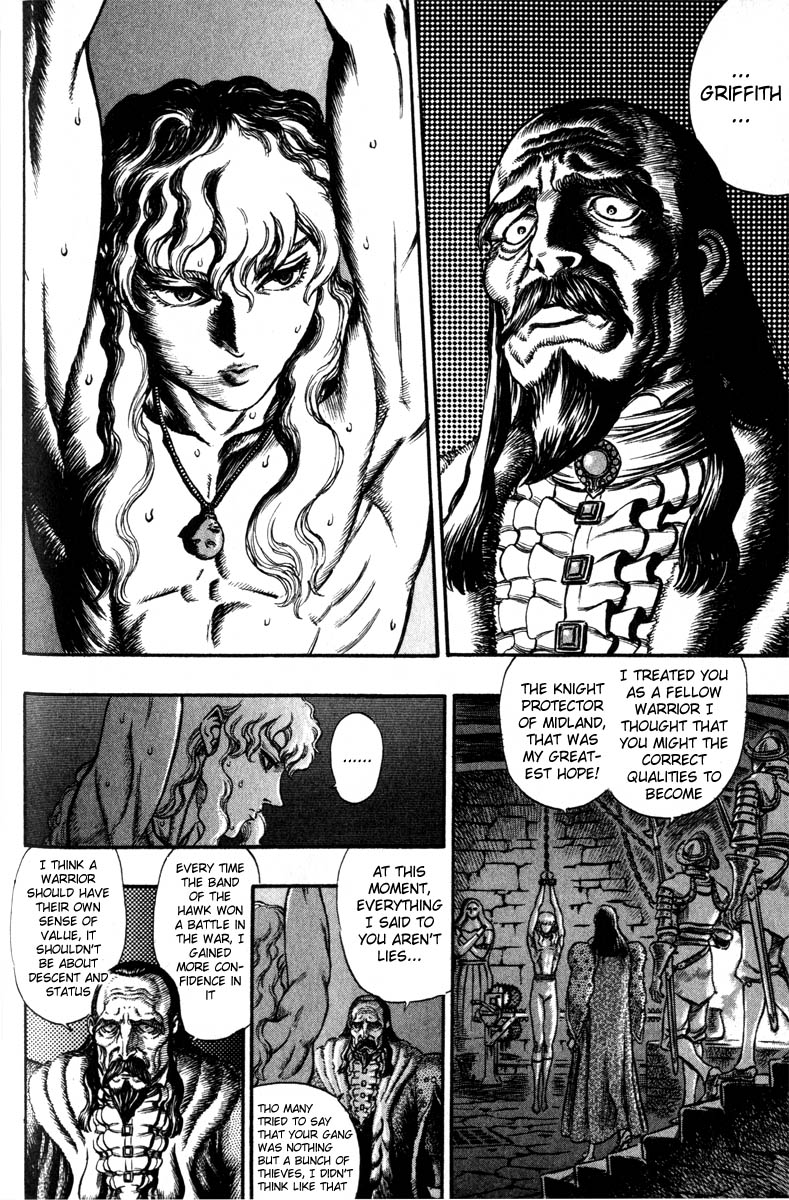 ...
GRIFFITH
...
I TREATED YOU
AS A FELLOW
WARRIOR I
THOUGHT THAT
YOU MIGHT THE
CORRECT
QUALITIES TO
BECOME
THE KNIGHT
PROTECTOR
OF MIDLAND,
THAT WAS
MY GREAT-
EST HOPE!
......
AT THIS
MOMENT,
EVERYTHING
I SAID TO
YOU AREN'T
LIES...
THO MANY
TRIED TO SAY
THAT YOUR GANG
WAS NOTHING
BUT A BUNCH OF
THIEVES, I DIDN'T
THINK LIKE THAT
EVERY TIME
THE BAND
OF THE
HAWK WON
A BATTLE IN
THE WAR, I
GAINED
MORE CON-
FIDENCE IN
IT
I THINK A
WARRIOR
SHOULD HAVE
THEIR OWN
SENSE OF
VALUE, IT
SHOULDN'T
BE ABOUT
DESCENT AND
STATUS